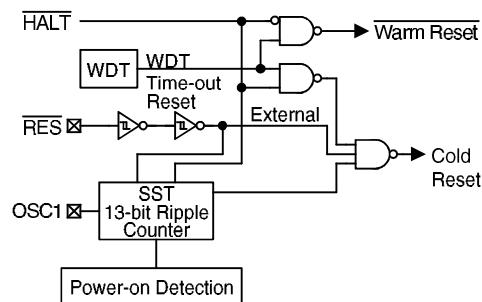 HALT
Warm Reset
WDT
WDT
Time-out
Reset
RES
External
Cold
Reset
OSC1
SST
13-bit Ripple
Counter
Power-on Detection